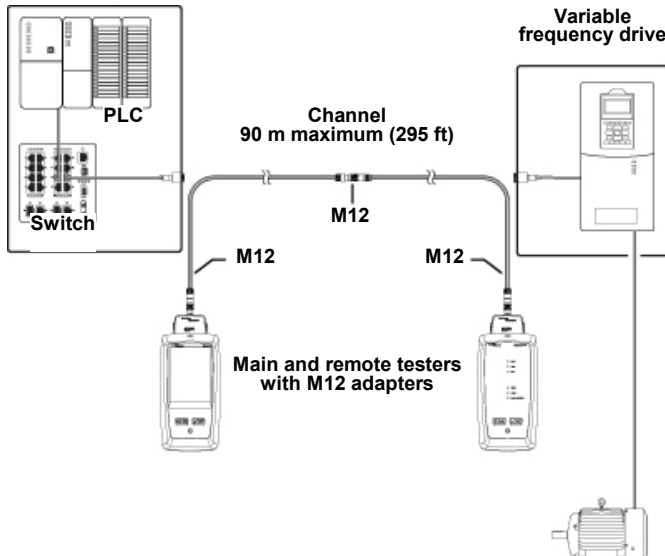 Variable
frequency drive
PLC
Channel
90 m maximum (295 ft)
Switch
M12
M12
M12
Main and remote testers
with M12 adapters